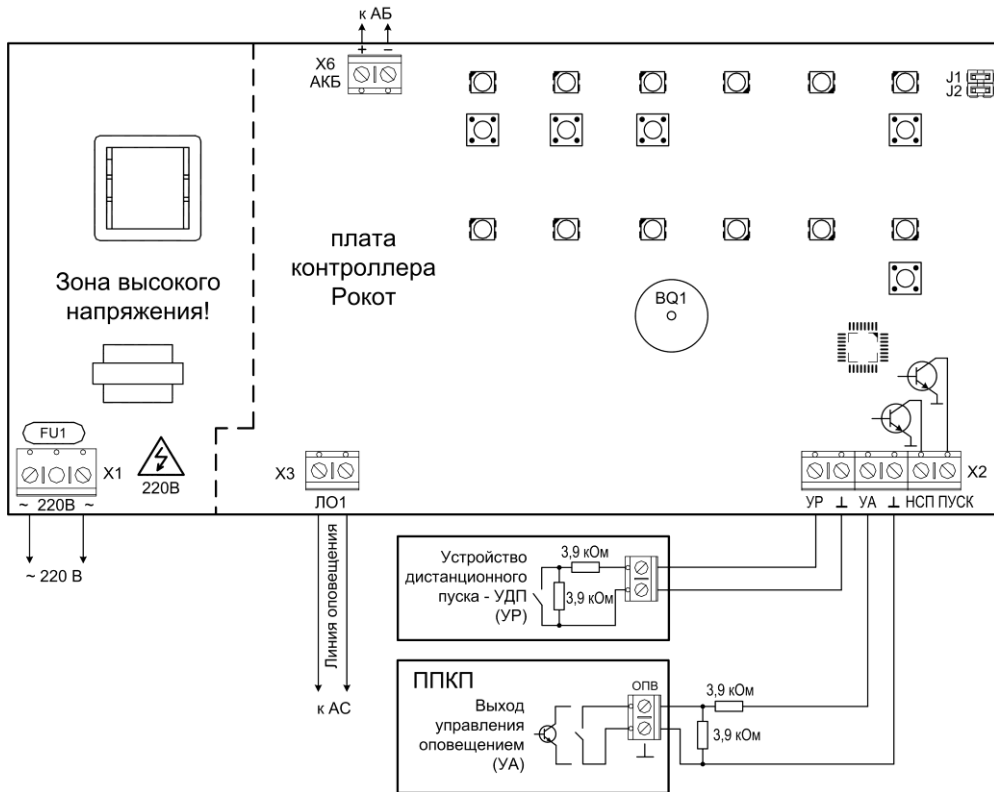 к АБ
+ −
X6
АКБ
J1
J2
плата
контроллера
Рокот
Зона высокого
напряжения!
BQ1
FU1
X1
220В
X3
X2
~ 220В ~
ЛО1
УР ⊥ УА ⊥ НСП ПУСК
~ 220 В
Линия оповещения
к АС
Устройство
дистанционного
пуска - УДП
(УР)
3,9 кОм
3,9 кОм
ППКП
Выход
управления
оповещением
(УА)
ОПВ
⊥
3,9 кОм
3,9 кОм